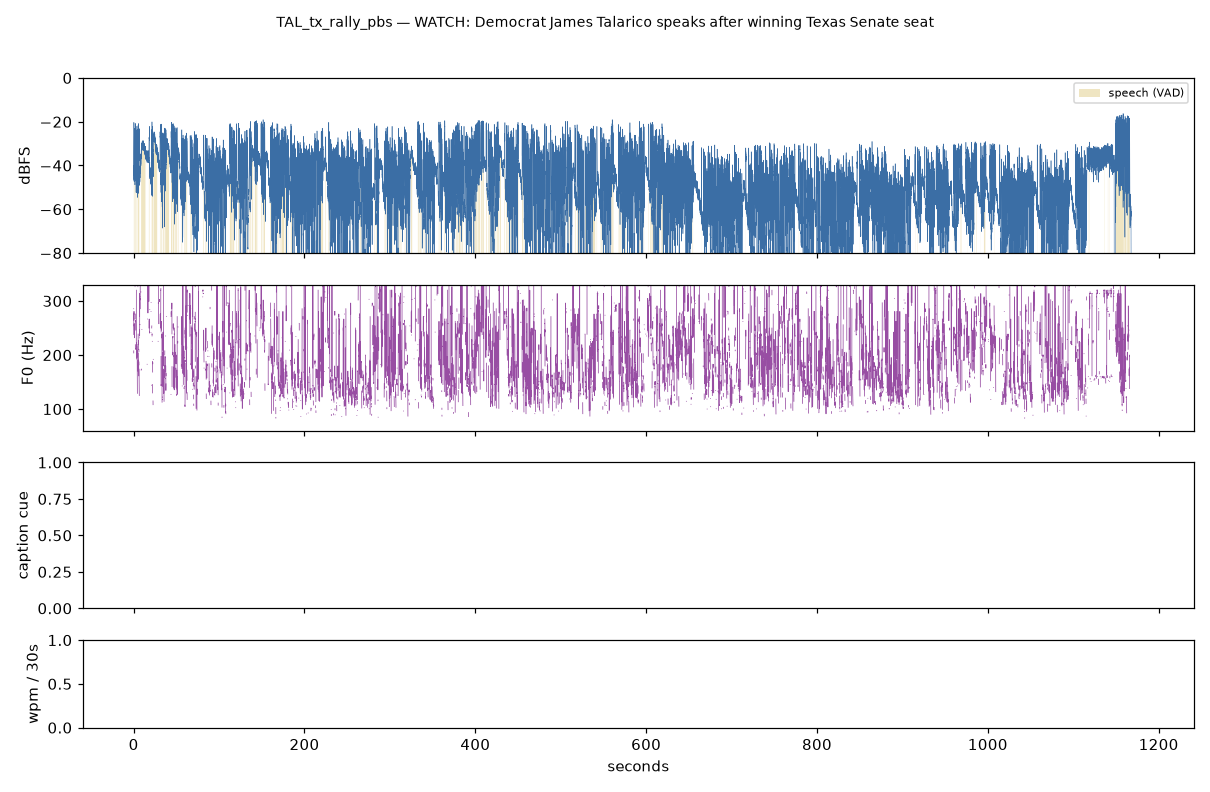 TAL_tx_rally_pbs — WATCH: Democrat James Talarico speaks after winning Texas Senate seat
speech (VAD)
0
−20
−40
−60
−80
dBFS
300
200
100
F0 (Hz)
1.00
0.75
0.50
0.25
0.00
caption cue
1.0
0.5
0.0
wpm / 30s
0 200 400 600 800 1000 1200
seconds